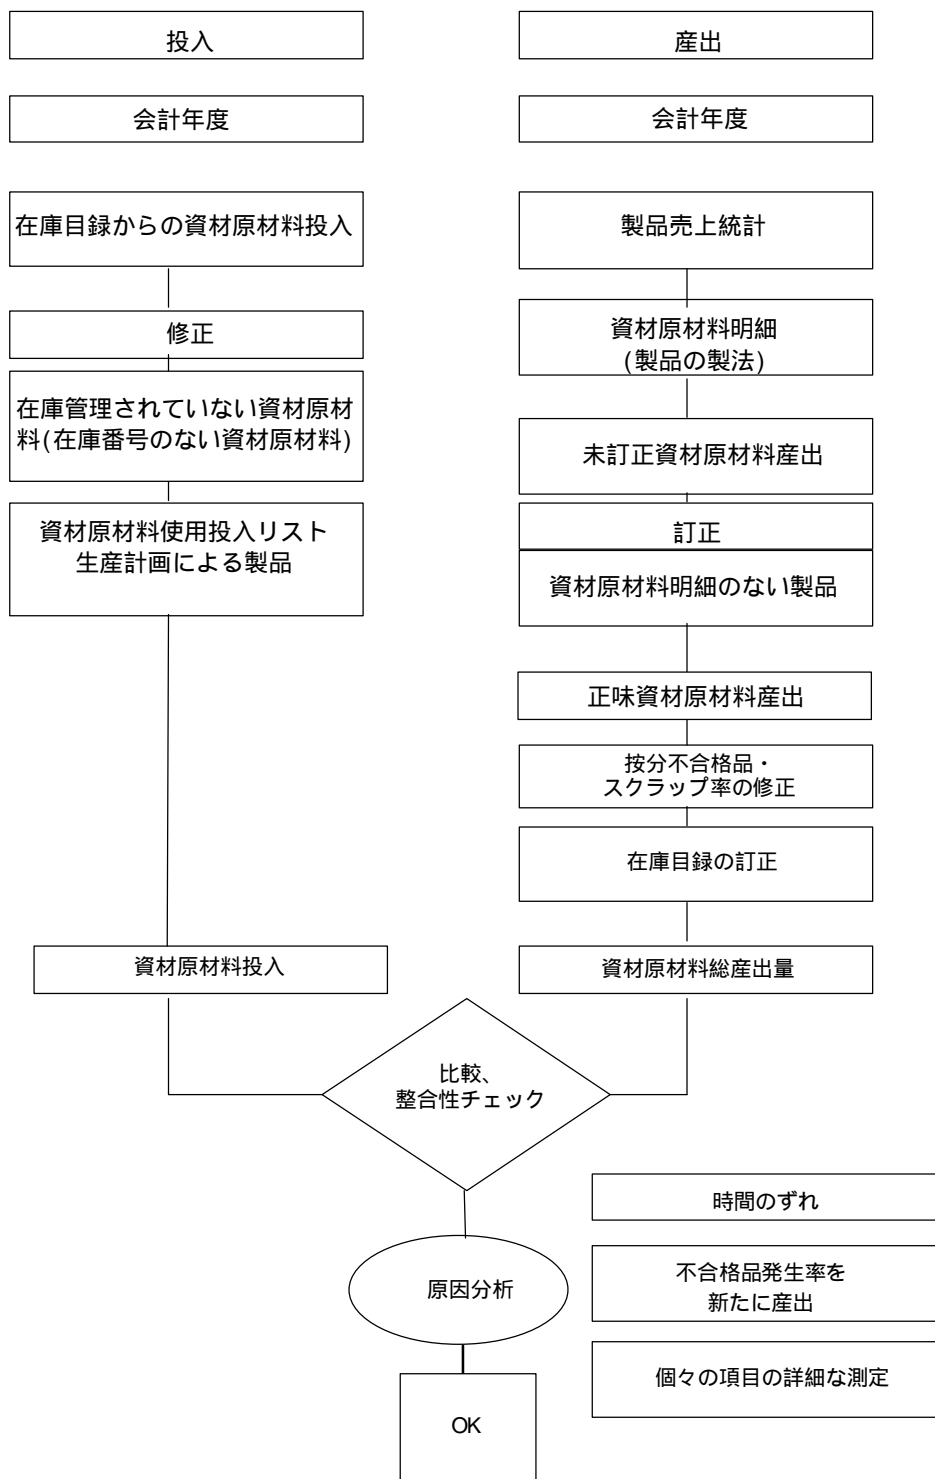 投入
会計年度
在庫目録からの資材原材料投入
修正
在庫管理されていない資材原材
料(在庫番号のない資材原材料)
資材原材料使用投入リスト
生産計画による製品
資材原材料投入
産出
会計年度
製品売上統計
資材原材料明細
(製品の製法)
未訂正資材原材料産出
訂正
資材原材料明細のない製品
正味資材原材料産出
按分不合格品・
スクラップ率の修正
在庫目録の訂正
資材原材料総産出量
比較、
整合性チェック
原因分析
OK
時間のずれ
不合格品発生率を
新たに産出
個々の項目の詳細な測定